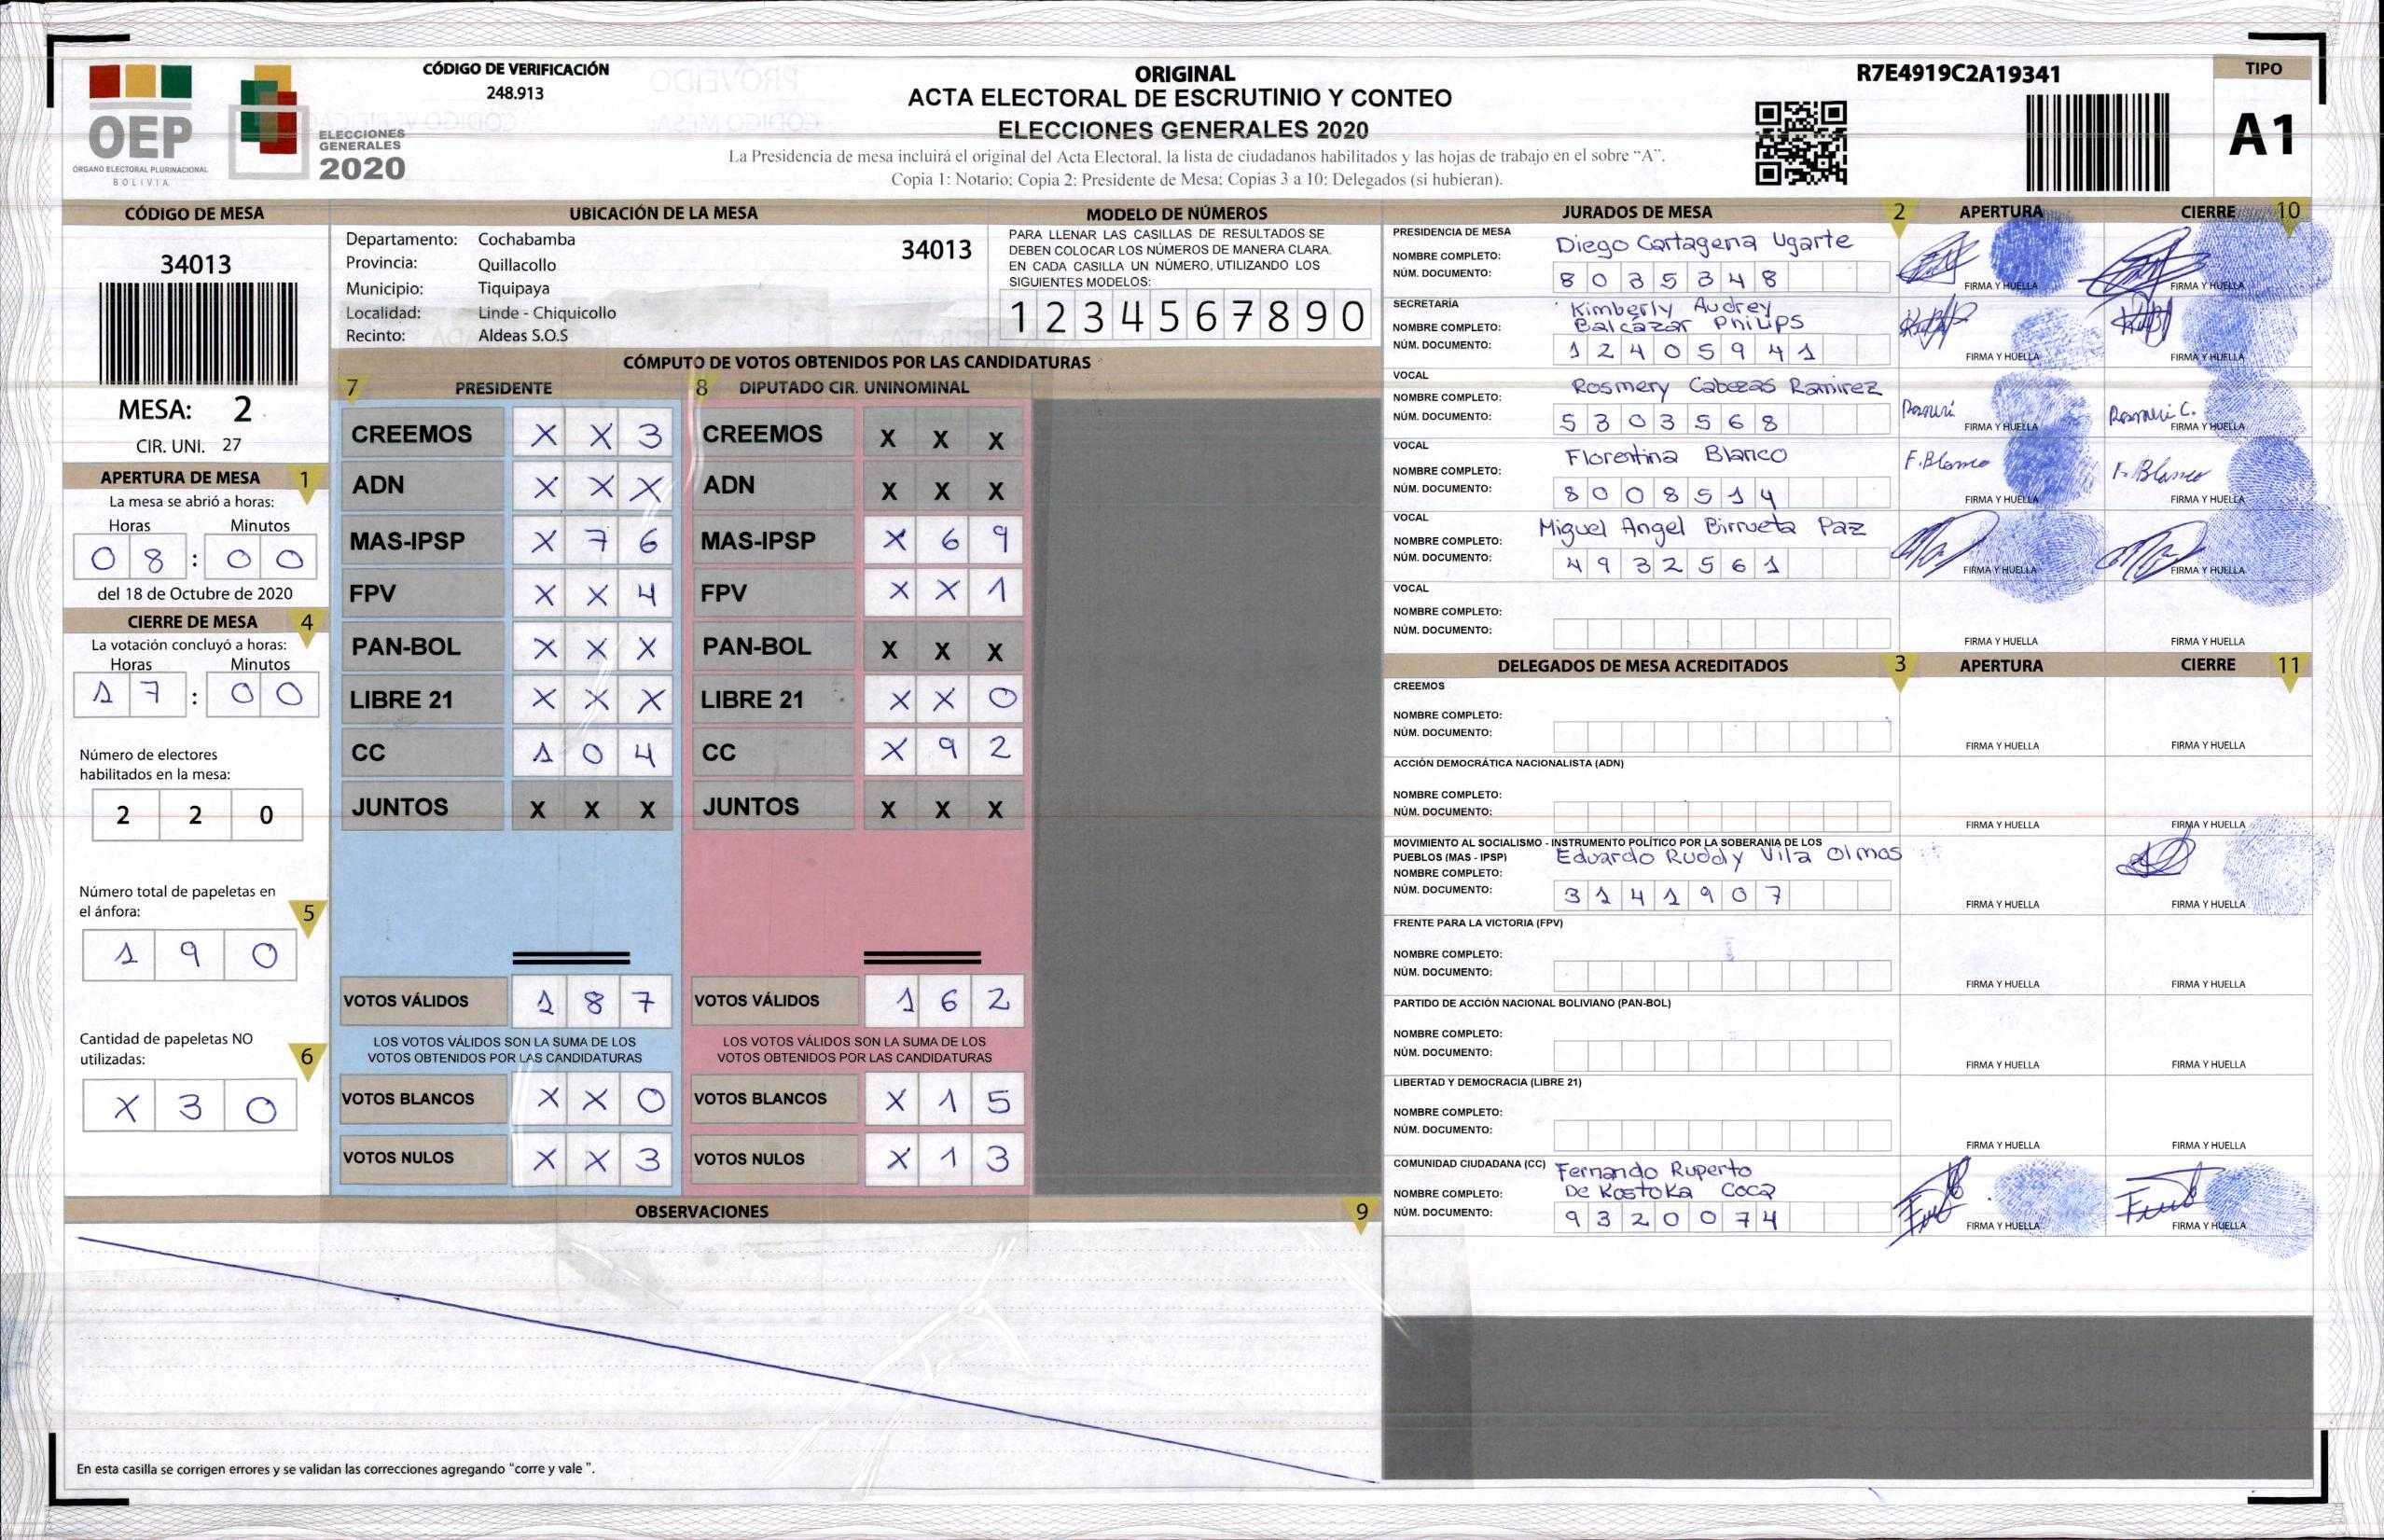 OEP
ÓRGANO ELECTORAL PLURINACIONAL
BOLIVIA
ELECCIONES
GENERALES
2020
CÓDIGO DE VERIFICACIÓN
248.913
ORIGINAL
ACTA ELECTORAL DE ESCRUTINIO Y CONTEO
ELECCIONES GENERALES 2020
La Presidencia de mesa incluirá el original del Acta Electoral, la lista de ciudadanos habilitados y las hojas de trabajo en el sobre “A”.
Copia 1: Notario; Copia 2: Presidente de Mesa; Copias 3 a 10: Delegados (si hubieran).
R7E4919C2A19341
TIPO
A1
CÓDIGO DE MESA
34013
MESA: 2
CIR. UNI. 27
APERTURA DE MESA 1
La mesa se abrió a horas:
Horas Minutos
0 8 : 0 0
del 18 de Octubre de 2020
CIERRE DE MESA 4
La votación concluyó a horas:
Horas Minutos
1 7 : 0 0
Número de electores
habilitados en la mesa:
2 2 0
Número total de papeletas en
el ánfora: 5
1 9 0
Cantidad de papeletas NO
utilizadas: 6
X 3 0
UBICACIÓN DE LA MESA
Departamento: Cochabamba
Provincia: Quillacollo
Municipio: Tiquipaya
Localidad: Linde - Chiquicollo
Recinto: Aldeas S.O.S
34013
MODELO DE NÚMEROS
PARA LLENAR LAS CASILLAS DE RESULTADOS SE
DEBEN COLOCAR LOS NÚMEROS DE MANERA CLARA.
EN CADA CASILLA UN NÚMERO, UTILIZANDO LOS
SIGUIENTES MODELOS:
1 2 3 4 5 6 7 8 9 0
CÓMPUTO DE VOTOS OBTENIDOS POR LAS CANDIDATURAS
7 PRESIDENTE 8 DIPUTADO CIR. UNINOMINAL
CREEMOS X X 3 CREEMOS X X X
ADN X X X ADN X X X
MAS-IPSP X 7 6 MAS-IPSP X 6 9
FPV X X 4 FPV X X 1
PAN-BOL X X X PAN-BOL X X X
LIBRE 21 X X X LIBRE 21 X X 0
CC 1 0 4 CC X 9 2
JUNTOS X X X JUNTOS X X X
VOTOS VÁLIDOS 1 8 7 VOTOS VÁLIDOS 1 6 2
LOS VOTOS VÁLIDOS SON LA SUMA DE LOS LOS VOTOS VÁLIDOS SON LA SUMA DE LOS
VOTOS OBTENIDOS POR LAS CANDIDATURAS VOTOS OBTENIDOS POR LAS CANDIDATURAS
VOTOS BLANCOS X X 0 VOTOS BLANCOS X 1 5
VOTOS NULOS X X 3 VOTOS NULOS X 1 3
OBSERVACIONES 9
En esta casilla se corrigen errores y se validan las correcciones agregando “corre y vale ”.
JURADOS DE MESA 2 APERTURA CIERRE 10
PRESIDENCIA DE MESA
NOMBRE COMPLETO: Diego Cartagena Ugarte
NÚM. DOCUMENTO: 8 0 3 5 3 4 8
FIRMA Y HUELLA FIRMA Y HUELLA
SECRETARÍA
NOMBRE COMPLETO: Kimberly Audrey
Balcázar Philips
NÚM. DOCUMENTO: 1 2 4 0 5 9 4 1
FIRMA Y HUELLA FIRMA Y HUELLA
VOCAL
NOMBRE COMPLETO: Rosmery Cabezas Ramirez
NÚM. DOCUMENTO: 5 3 0 3 5 6 8
Rosmeri C.
FIRMA Y HUELLA FIRMA Y HUELLA
VOCAL
NOMBRE COMPLETO: Florentina Blanco
NÚM. DOCUMENTO: 8 0 0 8 5 1 4
F. Blanco F. Blanco
FIRMA Y HUELLA FIRMA Y HUELLA
VOCAL
NOMBRE COMPLETO: Miguel Angel Birrueta Paz
NÚM. DOCUMENTO: 4 9 3 2 5 6 1
FIRMA Y HUELLA FIRMA Y HUELLA
VOCAL
NOMBRE COMPLETO:
NÚM. DOCUMENTO:
FIRMA Y HUELLA FIRMA Y HUELLA
DELEGADOS DE MESA ACREDITADOS 3 APERTURA CIERRE 11
CREEMOS
NOMBRE COMPLETO:
NÚM. DOCUMENTO:
FIRMA Y HUELLA FIRMA Y HUELLA
ACCIÓN DEMOCRÁTICA NACIONALISTA (ADN)
NOMBRE COMPLETO:
NÚM. DOCUMENTO:
FIRMA Y HUELLA FIRMA Y HUELLA
MOVIMIENTO AL SOCIALISMO - INSTRUMENTO POLÍTICO POR LA SOBERANIA DE LOS
PUEBLOS (MAS - IPSP) Eduardo Ruddy Vila Olmos
NOMBRE COMPLETO:
NÚM. DOCUMENTO: 3 1 4 1 9 0 7
FIRMA Y HUELLA FIRMA Y HUELLA
FRENTE PARA LA VICTORIA (FPV)
NOMBRE COMPLETO:
NÚM. DOCUMENTO:
FIRMA Y HUELLA FIRMA Y HUELLA
PARTIDO DE ACCIÓN NACIONAL BOLIVIANO (PAN-BOL)
NOMBRE COMPLETO:
NÚM. DOCUMENTO:
FIRMA Y HUELLA FIRMA Y HUELLA
LIBERTAD Y DEMOCRACIA (LIBRE 21)
NOMBRE COMPLETO:
NÚM. DOCUMENTO:
FIRMA Y HUELLA FIRMA Y HUELLA
COMUNIDAD CIUDADANA (CC) Fernando Ruperto
NOMBRE COMPLETO: De Kostoka Coca
NÚM. DOCUMENTO: 9 3 2 0 0 7 4
FIRMA Y HUELLA FIRMA Y HUELLA